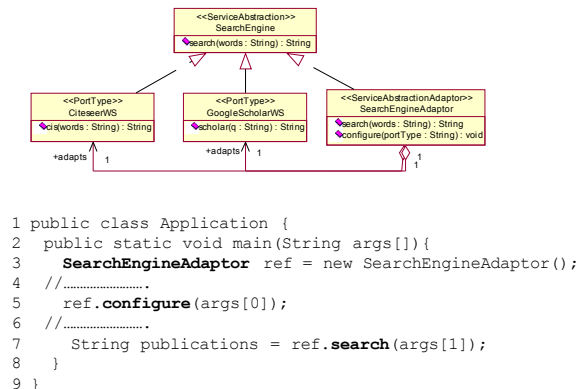 <<ServiceAbstraction>>
SearchEngine
search(words : String) : String
<<PortType>>
CiteseerWS
cis(words : String) : String
<<PortType>>
GoogleScholarWS
scholar(q : String) : String
<<ServiceAbstractionAdaptor>>
SearchEngineAdaptor
search(words : String) : String
configure(portType : String) : void
+adapts 1
+adapts 1
1
1
1 public class Application {
2 public static void main(String args[]){
3 SearchEngineAdaptor ref = new SearchEngineAdaptor();
4 //…………………….
5 ref.configure(args[0]);
6 //…………………….
7 String publications = ref.search(args[1]);
8 }
9 }